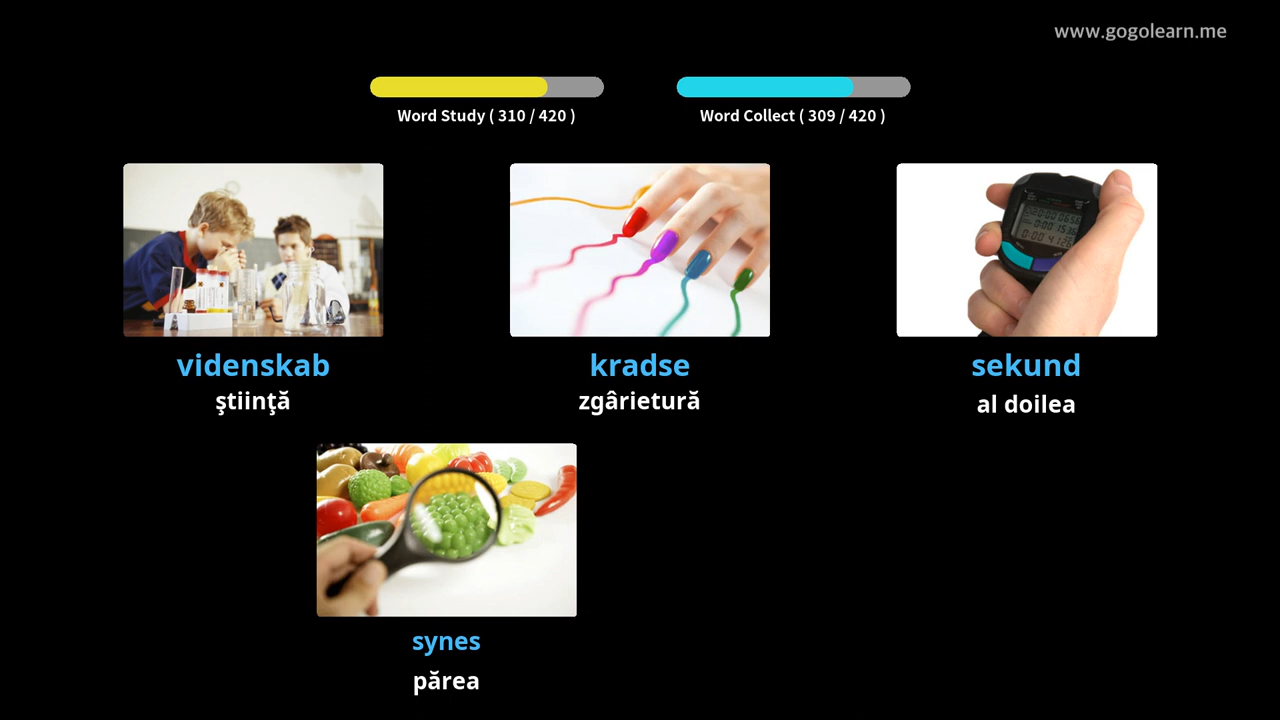 www.gogolearn.me
Word Study ( 310 / 420 )
Word Collect ( 309 / 420 )
videnskab
ştiinţă
kradse
zgârietură
sekund
al doilea
synes
părea